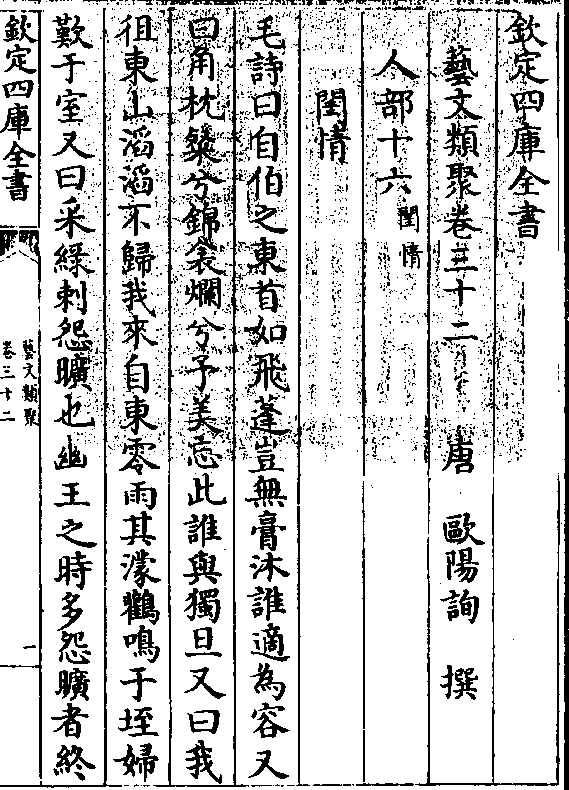 欽定四庫全書
藝文類聚卷三十二 唐 歐陽詢 撰
人部十六 閨情
閨情
毛詩曰自伯之東首如飛蓬豈無膏沐誰適為容又
曰角枕粲兮錦衾爛兮予美忘此誰與獨旦又曰我
徂東山滔滔不歸我來自東零雨其濛鸛鳴于垤婦
歎于室又曰采綠刺怨曠也幽王之時多怨曠者終
欽定四庫全書
藝文類聚
卷三十二
一